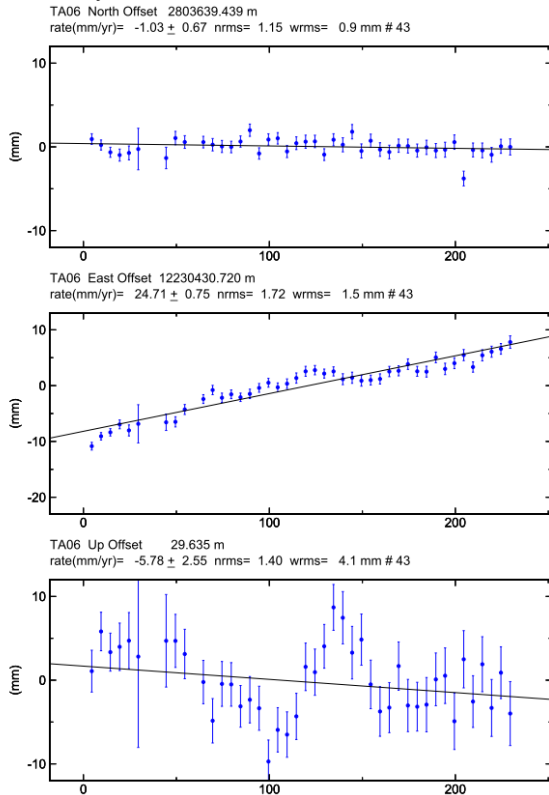 TA06 North Offset 2803639.439 m
rate(mm/yr)= -1.03 ± 0.67 nrms= 1.15 wrms= 0.9 mm # 43
10
0
-10
(mm)
0 100 200
TA06 East Offset 12230430.720 m
rate(mm/yr)= 24.71 ± 0.75 nrms= 1.72 wrms= 1.5 mm # 43
10
0
-10
-20
(mm)
0 100 200
TA06 Up Offset 29.635 m
rate(mm/yr)= -5.78 ± 2.55 nrms= 1.40 wrms= 4.1 mm # 43
10
0
-10
(mm)
0 100 200